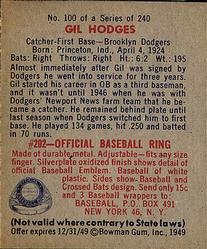 No. 100 of a Series of 240
GIL HODGES
Catcher-First Base—Brooklyn Dodgers
Born: Princeton, Ind., April 4, 1924
Bats: Right Throws: Right Ht.: 6:2 Wt.: 195
Almost immediately after Gil was signed by
Dodgers he went into service for three years.
Gil started his career in OB as a third baseman,
and it wasn't until 1946 when he was with
Dodgers' Newport News farm team that he be-
came a catcher. He remained behind plate until
last season when Dodgers switched him to first
base. He played 134 games, hit .250 and batted
in 70 runs.
#202—OFFICIAL BASEBALL RING
Made of durable metal. Adjustable—fits any size
finger. Silverplate oxidized finish shows detail of
official Baseball Emblem. Baseball of white
plastic. Sides show Baseball and
Crossed Bats design. Send only 15c
and 3 Baseball wrappers to
BASEBALL, P.O. BOX 491
NEW YORK 46, N. Y.
(Not valid where contrary to State laws)
Offer expires 12/31/49 ©Bowman Gum, Inc., 1949